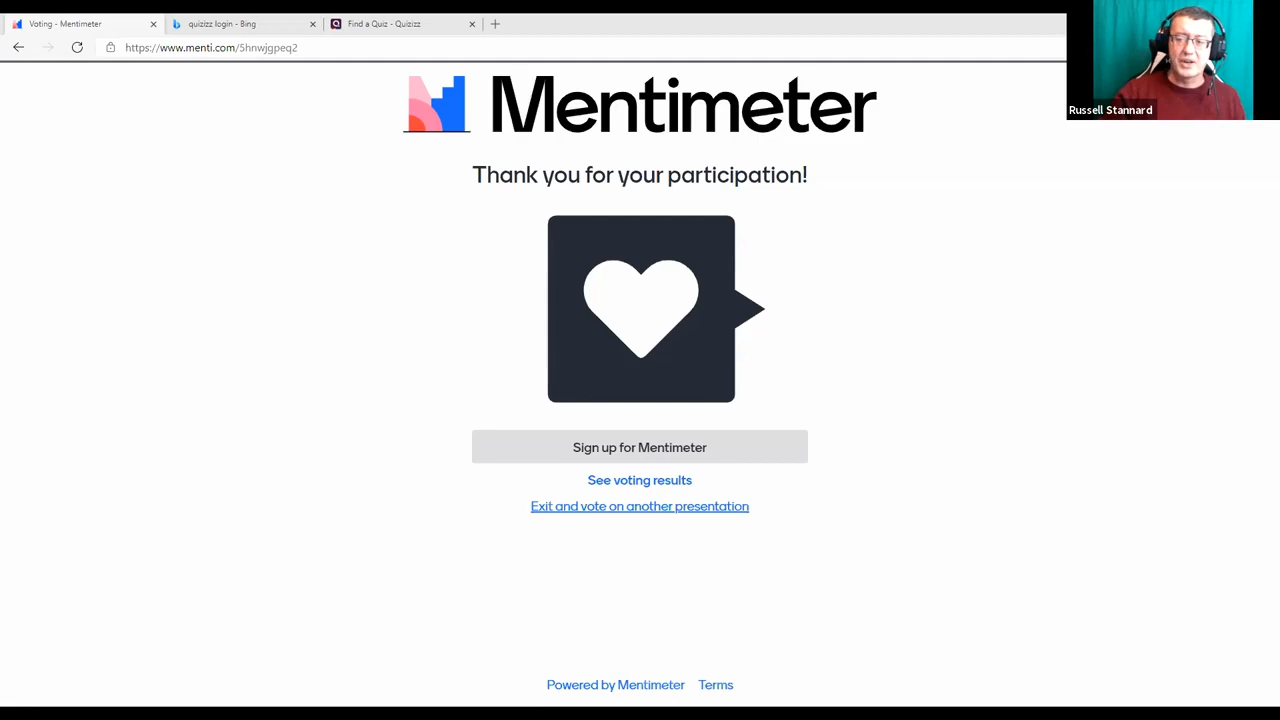 Voting - Mentimeter
quizizz login - Bing
Find a Quiz - Quizizz
https://www.menti.com/5hnwjgpeq2
Russell Stannard
Mentimeter
Thank you for your participation!
Sign up for Mentimeter
See voting results
Exit and vote on another presentation
Powered by Mentimeter
Terms